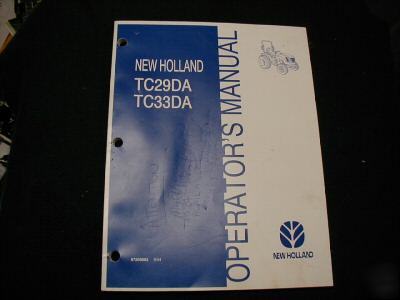 NEW HOLLAND
TC29DA
TC33DA
OPERATOR'S MANUAL
NEW HOLLAND